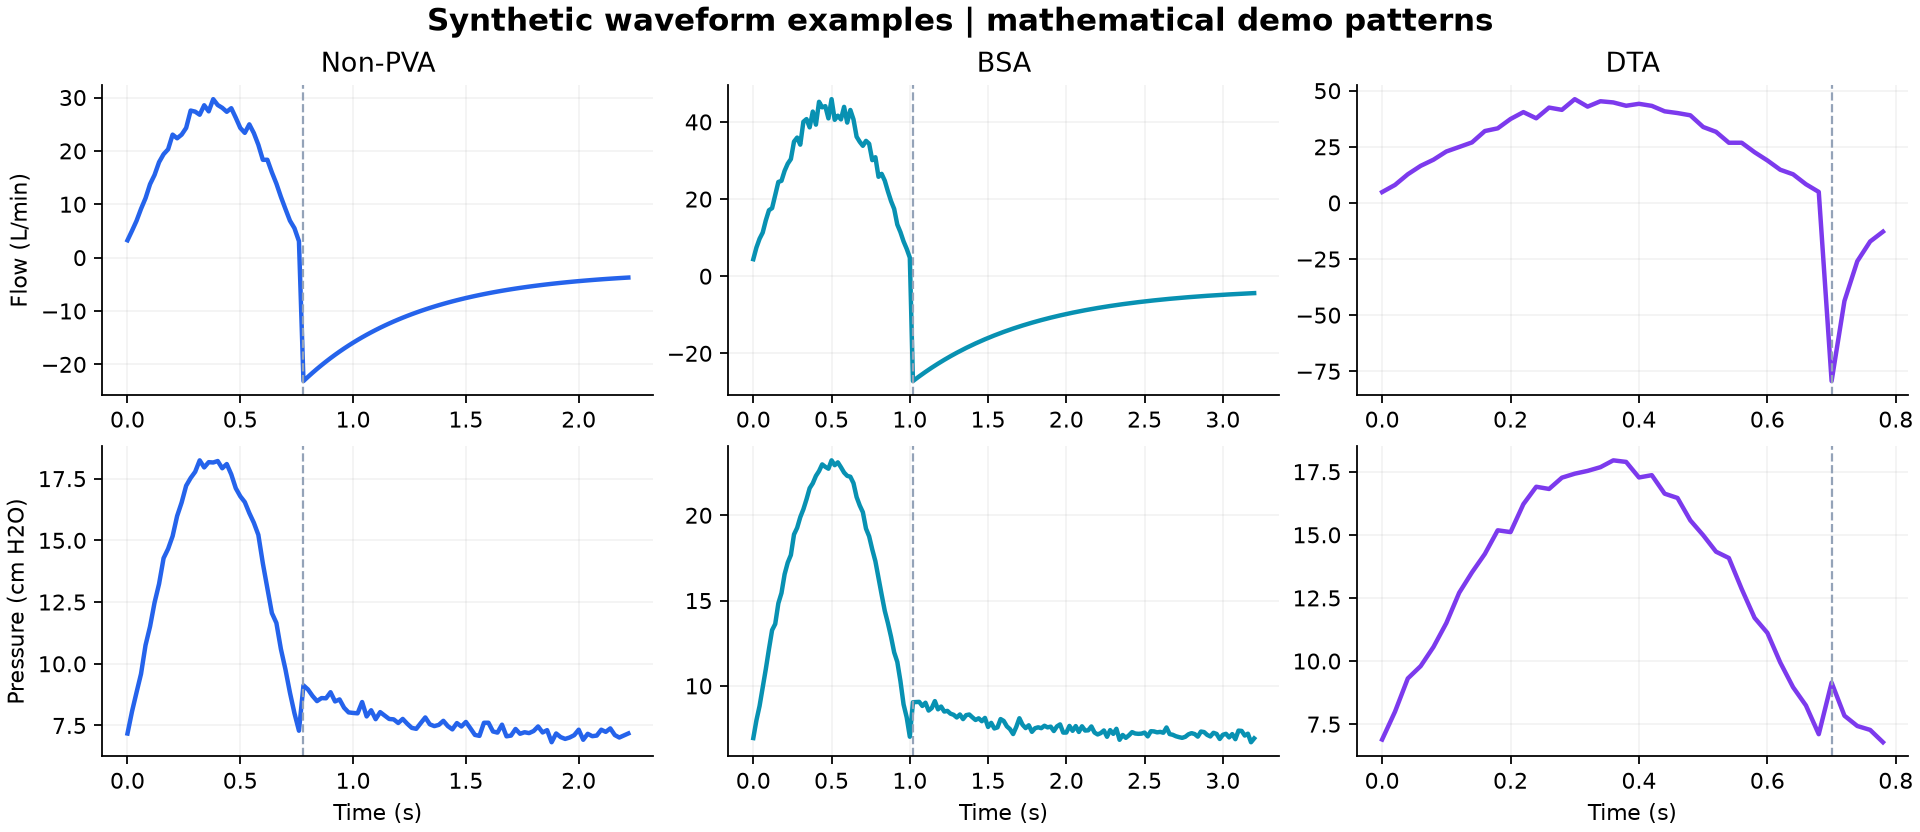 Synthetic waveform examples | mathematical demo patterns
Non-PVA
BSA
DTA
Flow (L/min)
30
20
10
0
−10
−20
0.0 0.5 1.0 1.5 2.0
40
20
0
−20
0.0 0.5 1.0 1.5 2.0 2.5 3.0
50
25
0
−25
−50
−75
0.0 0.2 0.4 0.6 0.8
Pressure (cm H2O)
17.5
15.0
12.5
10.0
7.5
0.0 0.5 1.0 1.5 2.0
Time (s)
20
15
10
0.0 0.5 1.0 1.5 2.0 2.5 3.0
Time (s)
17.5
15.0
12.5
10.0
7.5
0.0 0.2 0.4 0.6 0.8
Time (s)